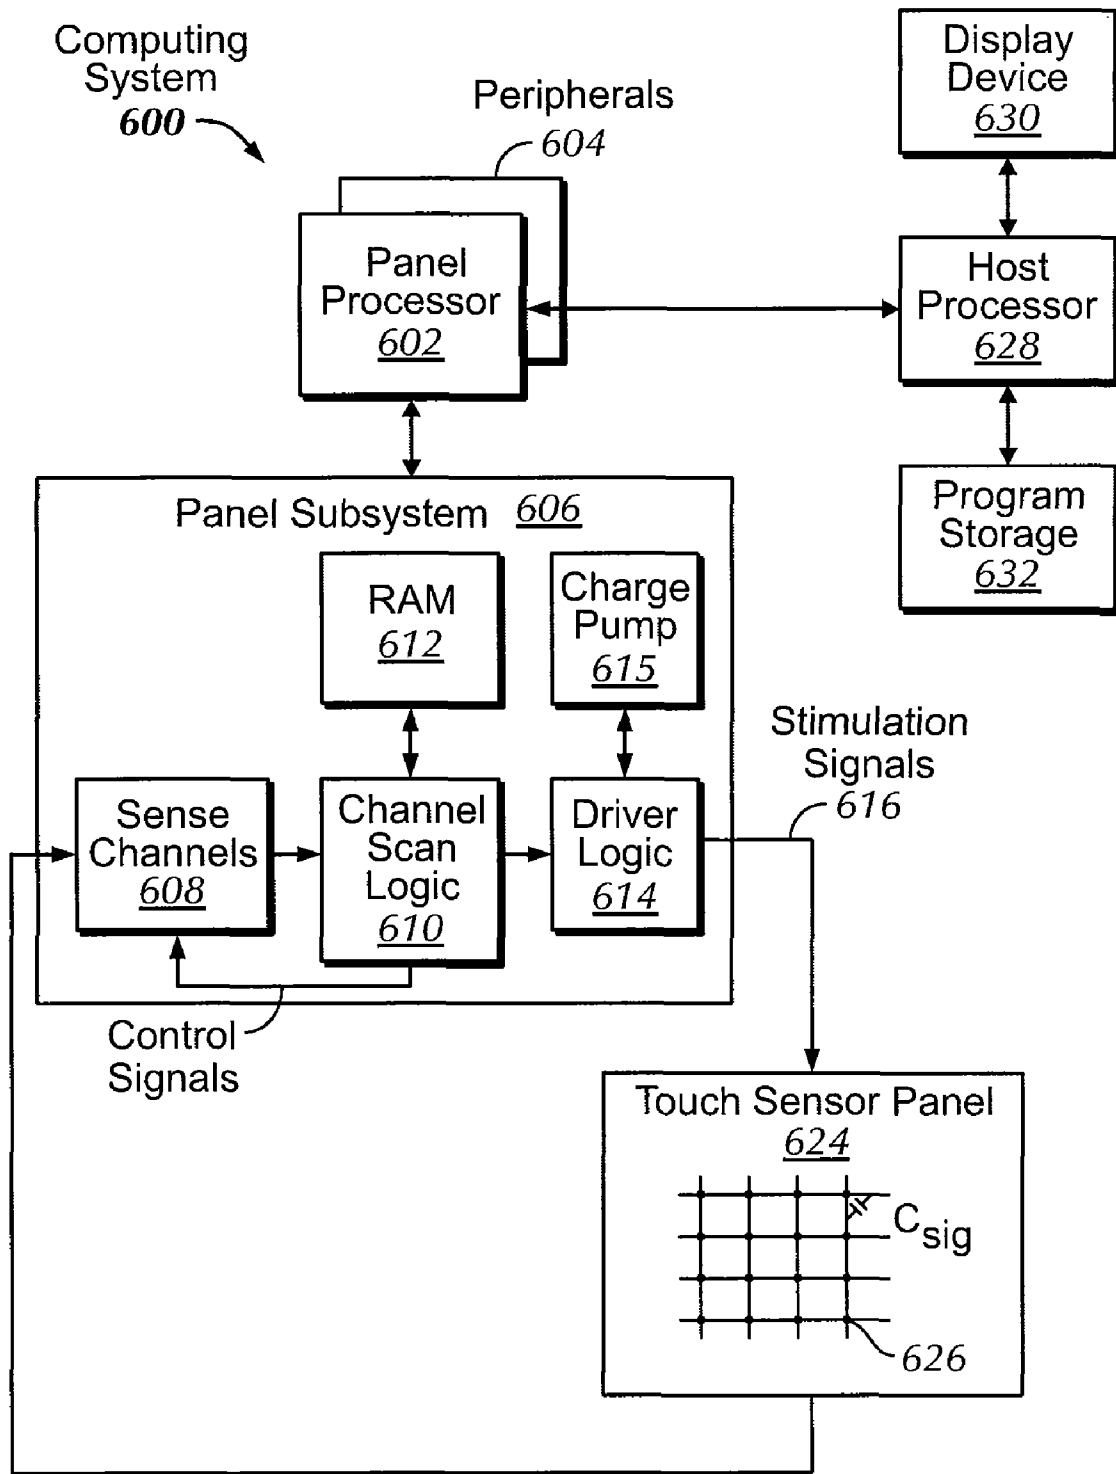 Computing
System
600
Peripherals
604
Display
Device
630
Panel
Processor
602
Host
Processor
628
Program
Storage
632
Panel Subsystem 606
RAM
612
Charge
Pump
615
Stimulation
Signals
616
Sense
Channels
608
Channel
Scan
Logic
610
Driver
Logic
614
Control
Signals
Touch Sensor Panel
624
Csig
626